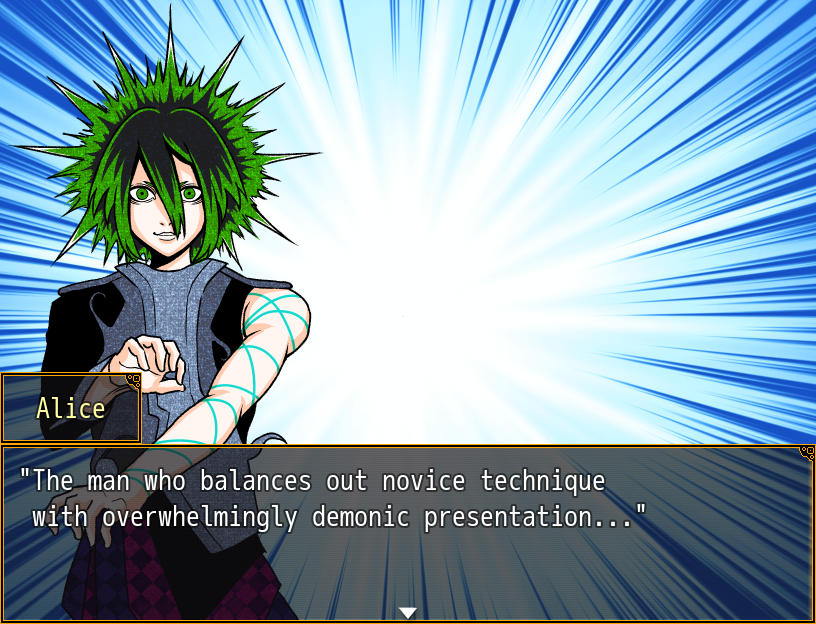 Alice
"The man who balances out novice technique
with overwhelmingly demonic presentation..."